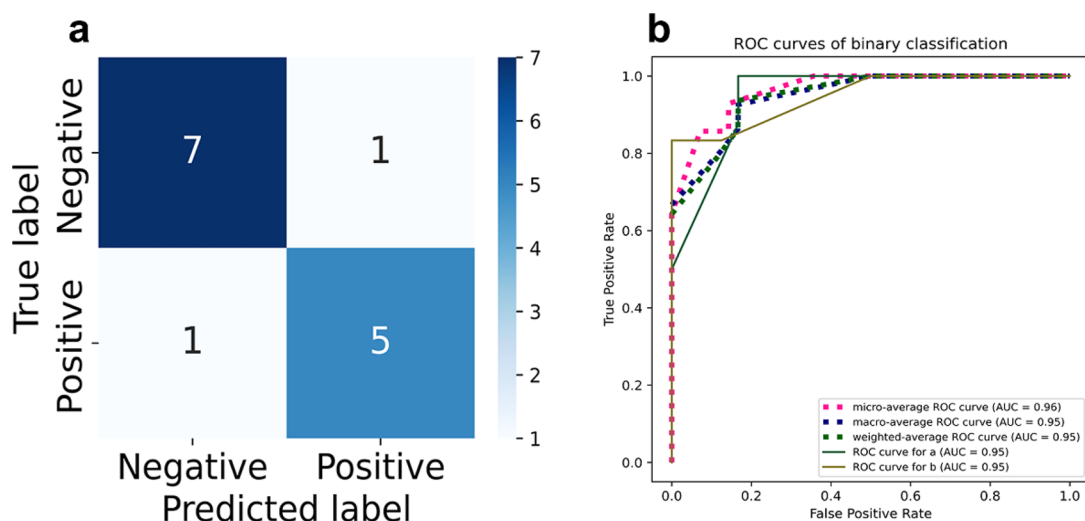 a
True label
Negative
Positive
7
1
1
5
Negative
Positive
Predicted label
7
6
5
4
3
2
1
b
ROC curves of binary classification
True Positive Rate
1.0
0.8
0.6
0.4
0.2
0.0
micro-average ROC curve (AUC = 0.96)
macro-average ROC curve (AUC = 0.95)
weighted-average ROC curve (AUC = 0.95)
ROC curve for a (AUC = 0.95)
ROC curve for b (AUC = 0.95)
0.0
0.2
0.4
0.6
0.8
1.0
False Positive Rate